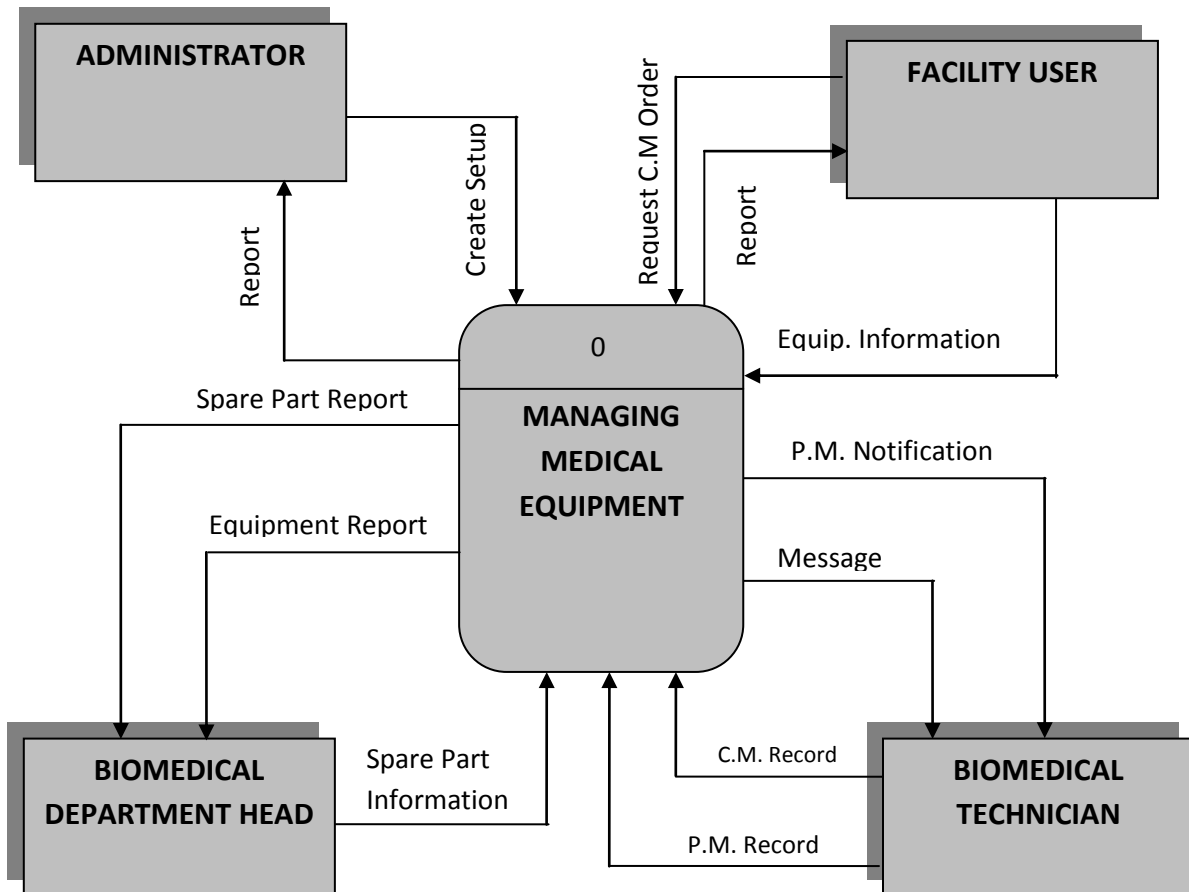 ADMINISTRATOR
FACILITY USER
Create Setup
Report
Request C.M Order
Report
0
MANAGING
MEDICAL
EQUIPMENT
Equip. Information
Spare Part Report
P.M. Notification
Equipment Report
Message
BIOMEDICAL
DEPARTMENT HEAD
Spare Part
Information
C.M. Record
P.M. Record
BIOMEDICAL
TECHNICIAN